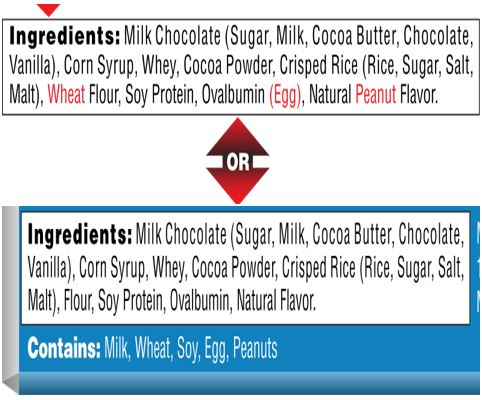 Ingredients: Milk Chocolate (Sugar, Milk, Cocoa Butter, Chocolate,
Vanilla), Corn Syrup, Whey, Cocoa Powder, Crisped Rice (Rice, Sugar, Salt,
Malt), Wheat Flour, Soy Protein, Ovalbumin (Egg), Natural Peanut Flavor.
OR
Ingredients: Milk Chocolate (Sugar, Milk, Cocoa Butter, Chocolate,
Vanilla), Corn Syrup, Whey, Cocoa Powder, Crisped Rice (Rice, Sugar, Salt,
Malt), Flour, Soy Protein, Ovalbumin, Natural Flavor.
Contains: Milk, Wheat, Soy, Egg, Peanuts